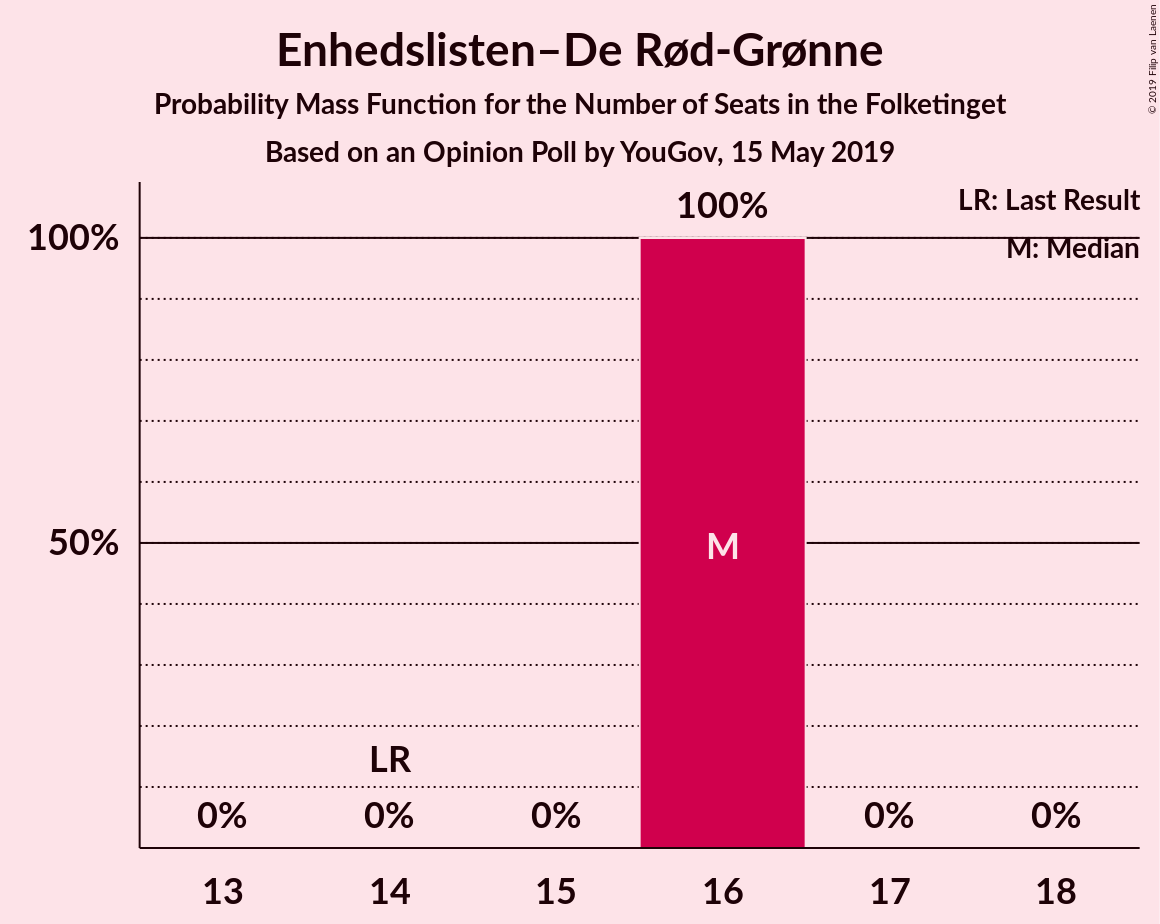 Enhedslisten–De Rød-Grønne
Probability Mass Function for the Number of Seats in the Folketinget
Based on an Opinion Poll by YouGov, 15 May 2019
© 2019 Filip van Laenen
LR: Last Result
M: Median
100%
100%
50%
M
LR
0%
0%
0%
0%
0%
13
14
15
16
17
18